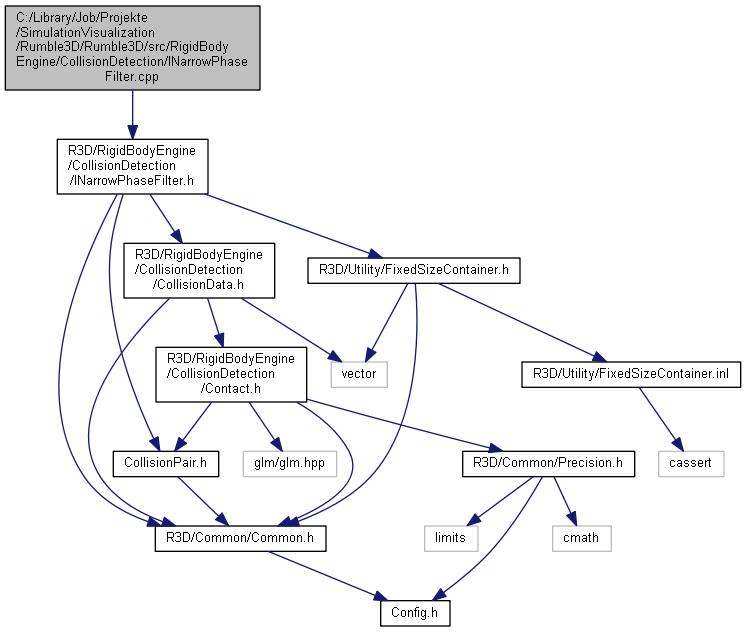 C:/Library/Job/Projekte
/SimulationVisualization
/Rumble3D/Rumble3D/src/RigidBody
Engine/CollisionDetection/INarrowPhase
Filter.cpp
R3D/RigidBodyEngine
/CollisionDetection
/INarrowPhaseFilter.h
R3D/RigidBodyEngine
/CollisionDetection
/CollisionData.h
R3D/Utility/FixedSizeContainer.h
R3D/RigidBodyEngine
/CollisionDetection
/Contact.h
vector
R3D/Utility/FixedSizeContainer.inl
CollisionPair.h
glm/glm.hpp
R3D/Common/Precision.h
cassert
R3D/Common/Common.h
limits
cmath
Config.h